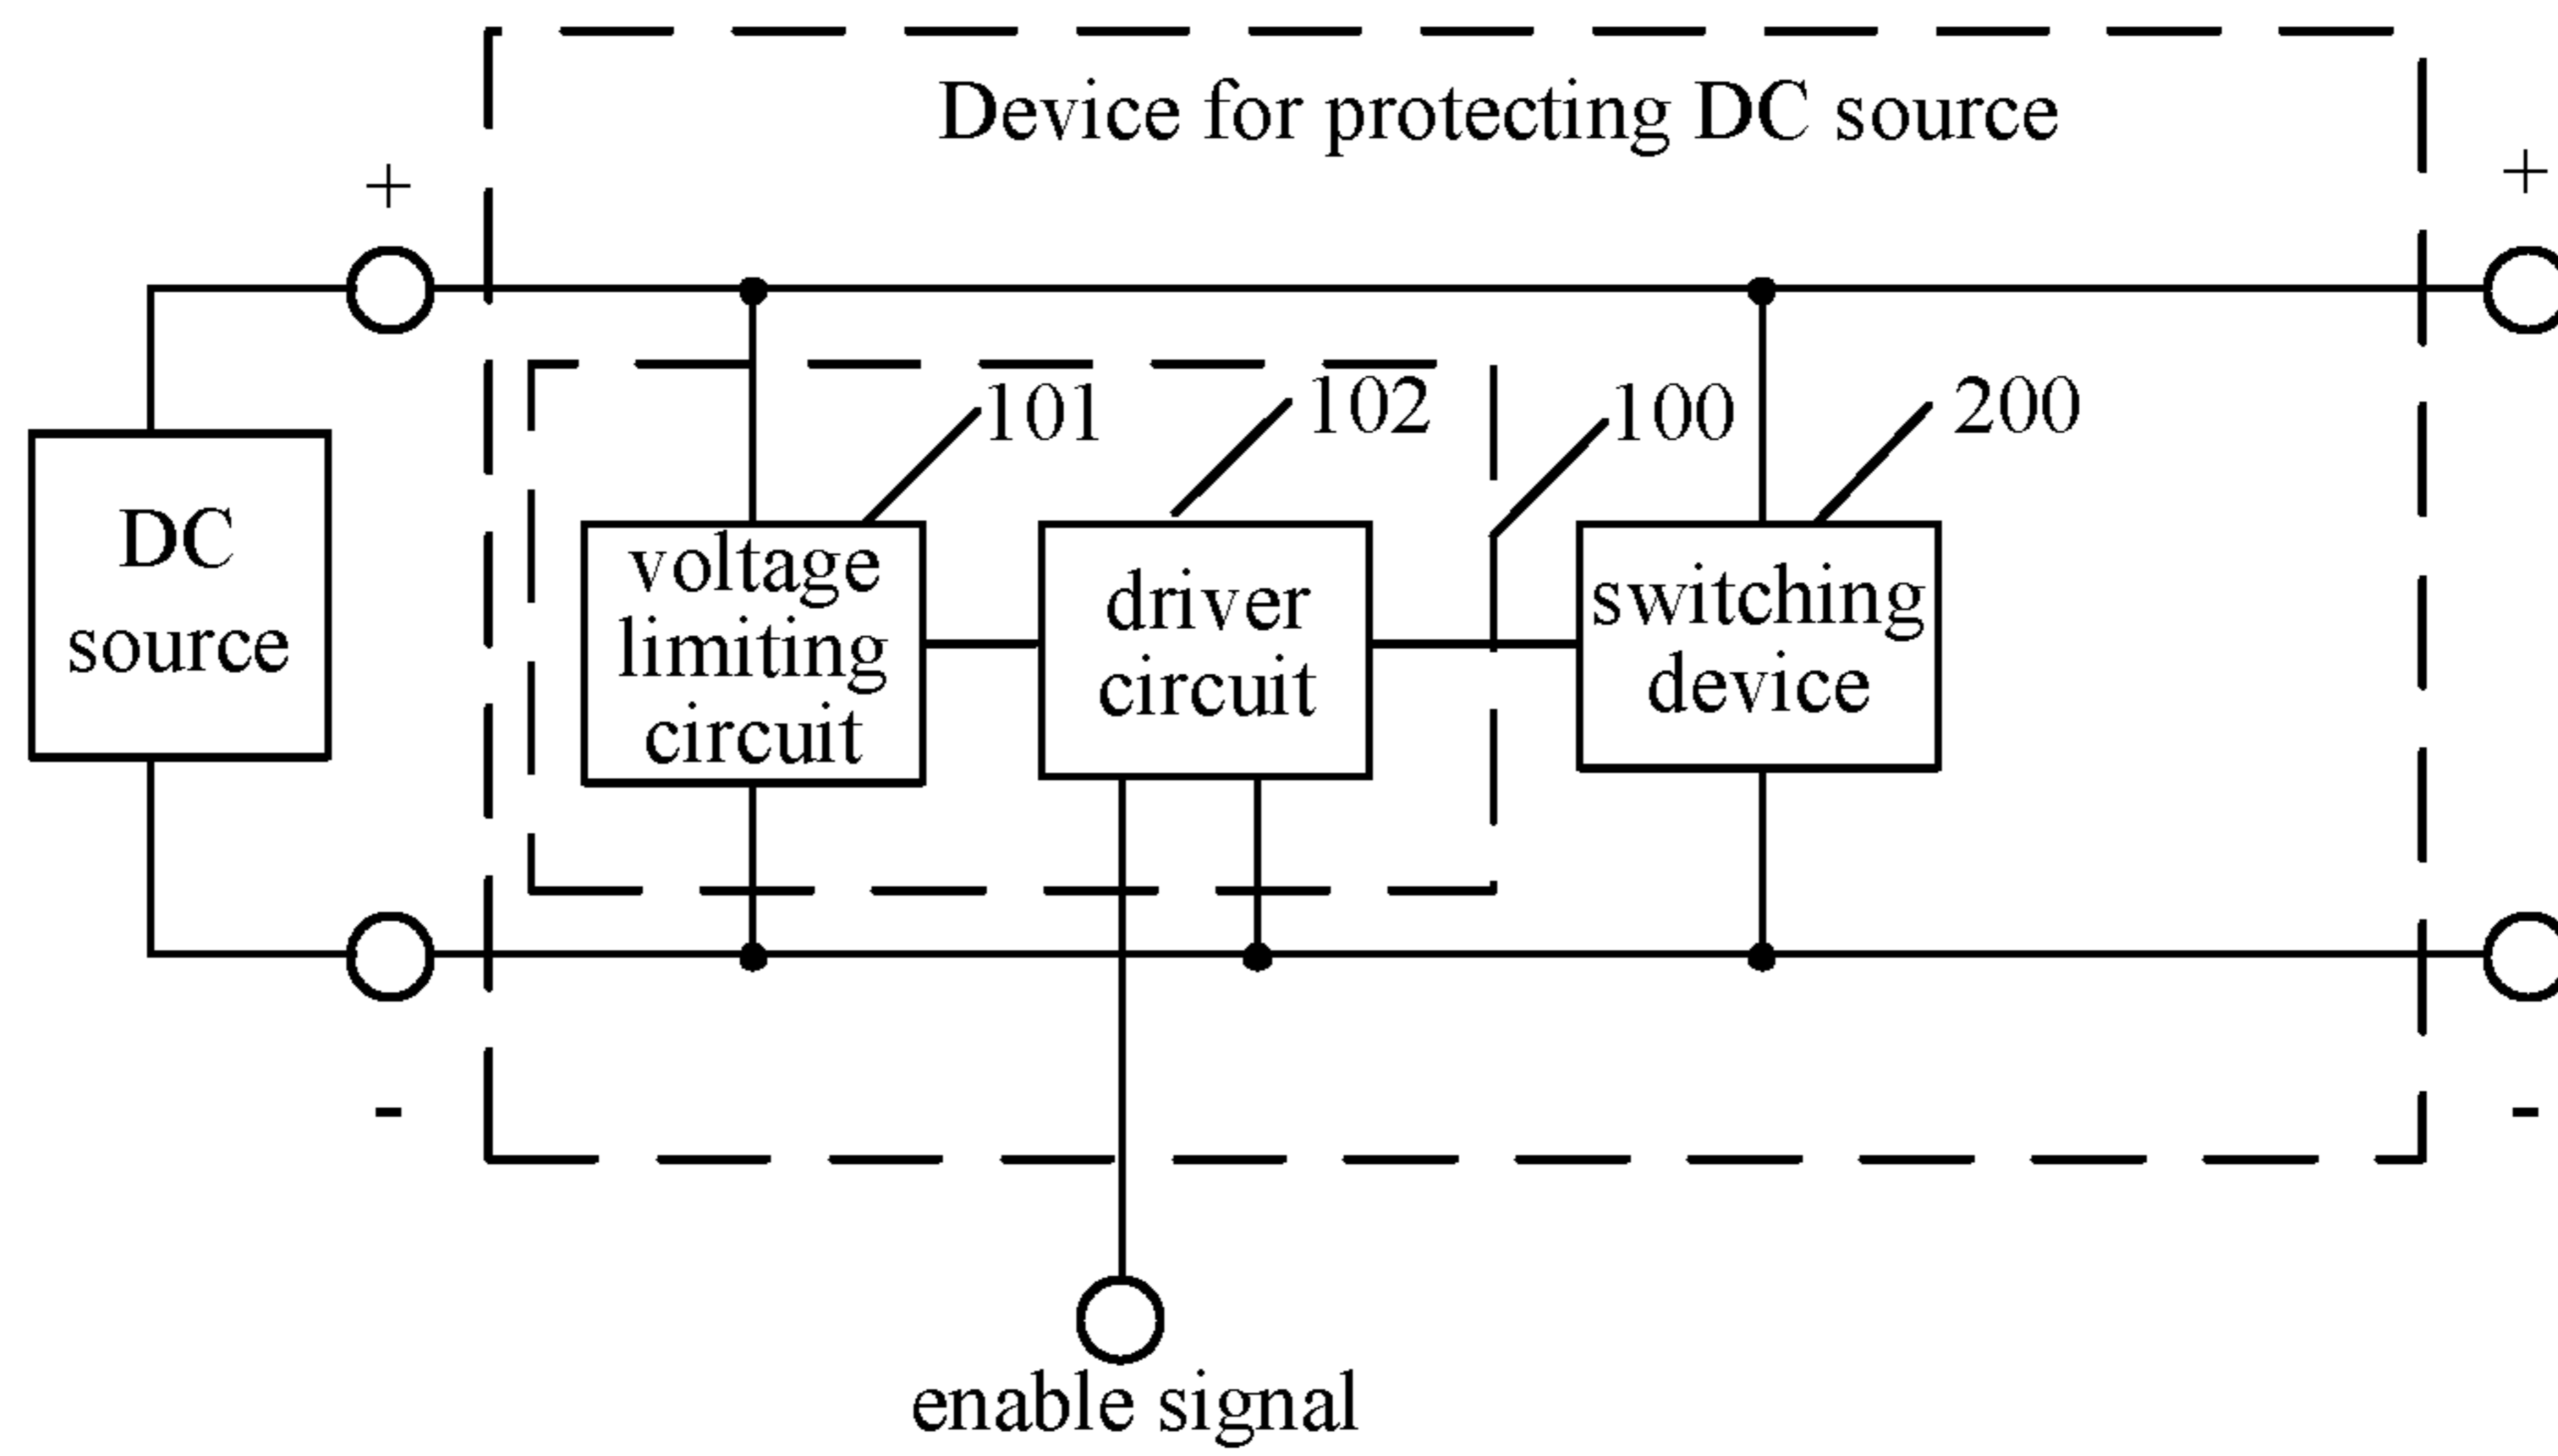 Device for protecting DC source
+
+
101
102
100
200
DC
source
voltage
limiting
circuit
driver
circuit
switching
device
-
-
enable signal